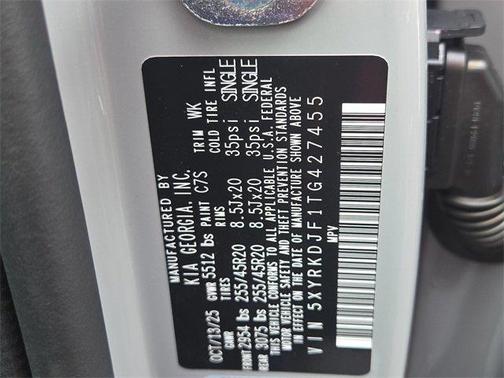 MANUFACTURED BY
KIA GEORGIA, INC.
OCT/13/25 GVWR 5512 lbs PAINT C7S TRIM WK
GAWR TIRES RIMS COLD TIRE INFL
FRONT 2954 lbs 255/45R20 8.5Jx20 35psi SINGLE
REAR 3075 lbs 255/45R20 8.5Jx20 35psi SINGLE
THIS VEHICLE CONFORMS TO ALL APPLICABLE U.S.A. FEDERAL
MOTOR VEHICLE SAFETY AND THEFT PREVENTION STANDARDS
IN EFFECT ON THE DATE OF MANUFACTURE SHOWN ABOVE
VIN 5XYRKDJF1TG427455
MPV